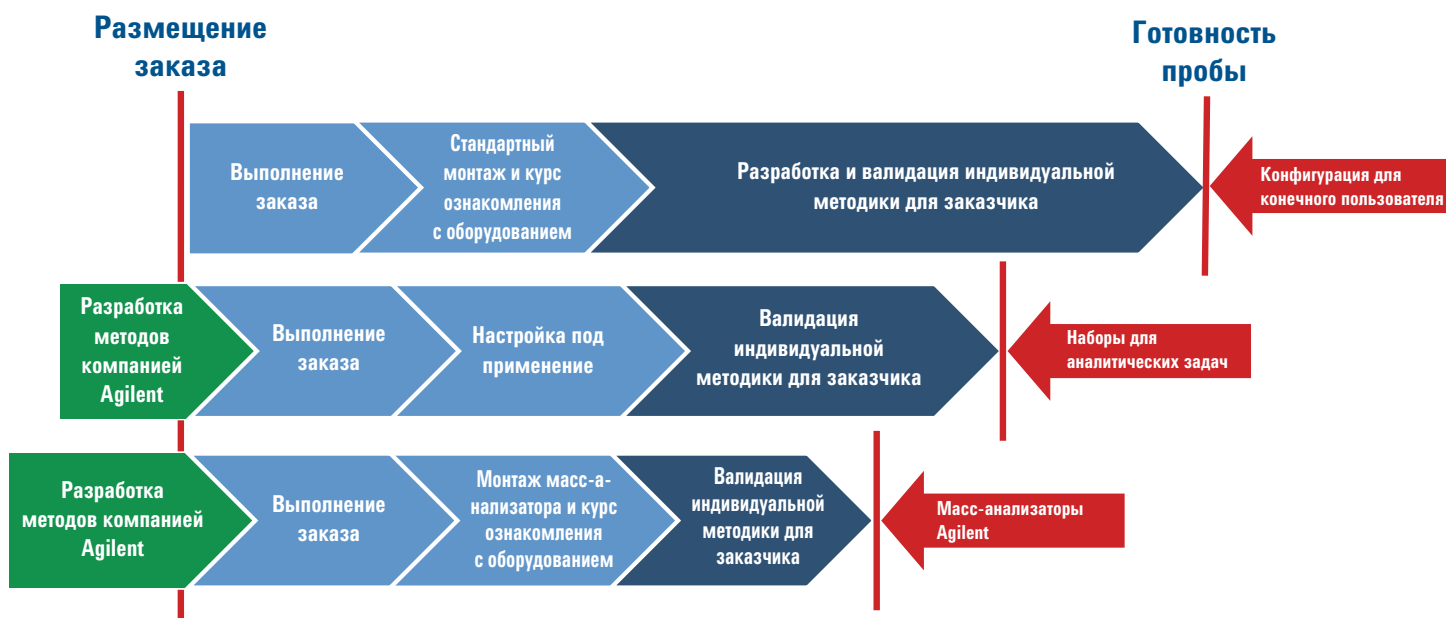 Размещение
заказа
Готовность
пробы
Выполнение
заказа
Стандартный
монтаж и курс
ознакомления
с оборудованием
Разработка и валидация индивидуальной
методики для заказчика
Конфигурация для
конечного пользователя
Разработка
методов
компанией
Agilent
Выполнение
заказа
Настройка под
применение
Валидация
индивидуальной
методики для заказчика
Наборы для
аналитических задач
Разработка
методов компанией
Agilent
Выполнение
заказа
Монтаж масс-а-
нализатора и курс
ознакомления
с оборудованием
Валидация
индивидуальной
методики для
заказчика
Масс-анализаторы
Agilent